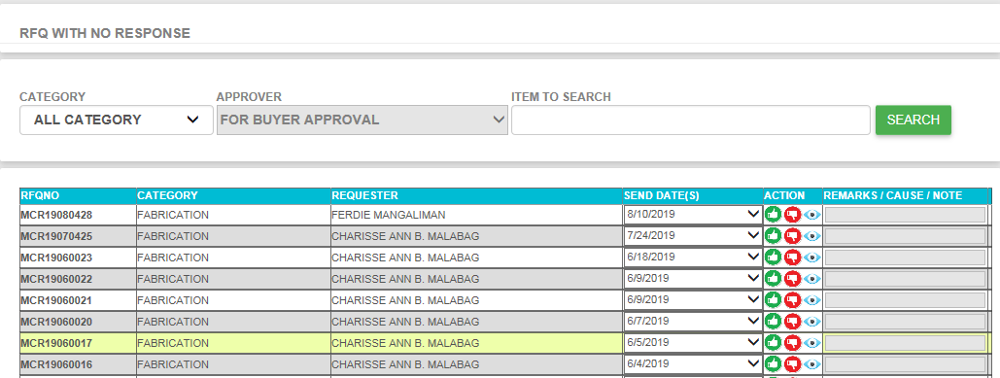 RFQ WITH NO RESPONSE
CATEGORY APPROVER ITEM TO SEARCH
ALL CATEGORY FOR BUYER APPROVAL SEARCH
RFQNO CATEGORY REQUESTER SEND DATE(S) ACTION REMARKS / CAUSE / NOTE
MCR19080428 FABRICATION FERDIE MANGALIMAN 8/10/2019
MCR19070425 FABRICATION CHARISSE ANN B. MALABAG 7/24/2019
MCR19060023 FABRICATION CHARISSE ANN B. MALABAG 6/18/2019
MCR19060022 FABRICATION CHARISSE ANN B. MALABAG 6/9/2019
MCR19060021 FABRICATION CHARISSE ANN B. MALABAG 6/9/2019
MCR19060020 FABRICATION CHARISSE ANN B. MALABAG 6/7/2019
MCR19060017 FABRICATION CHARISSE ANN B. MALABAG 6/5/2019
MCR19060016 FABRICATION CHARISSE ANN B. MALABAG 6/4/2019